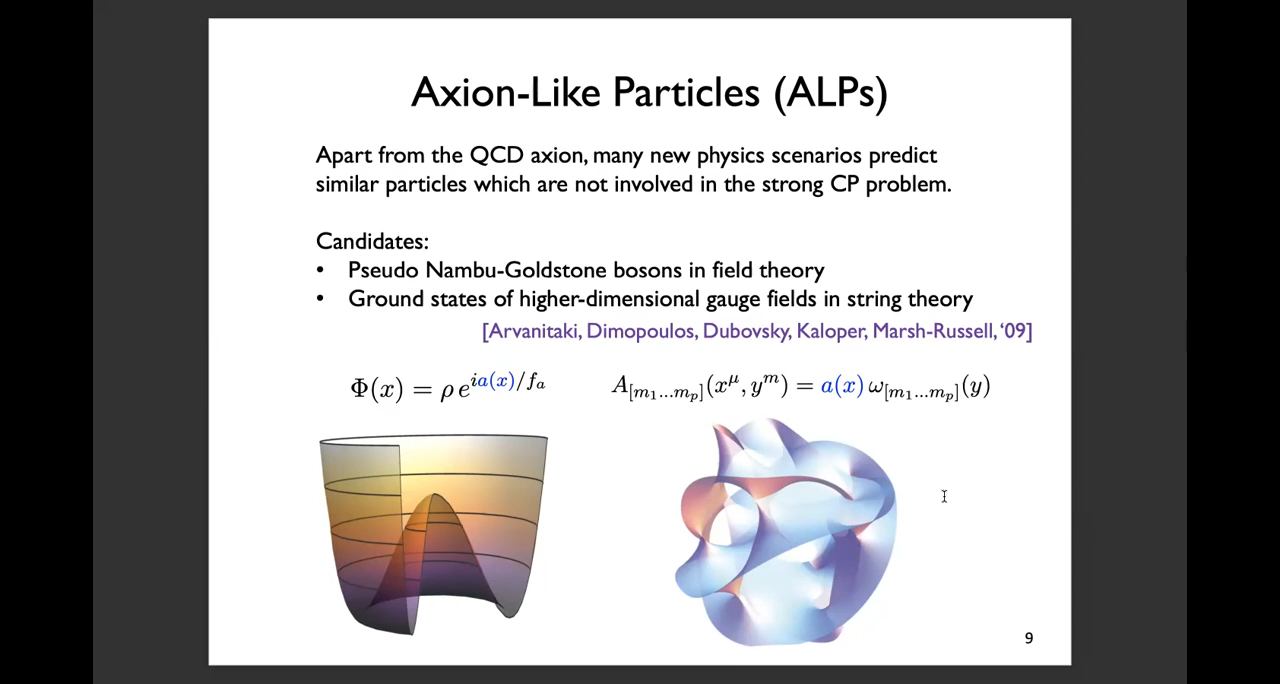 Axion-Like Particles (ALPs)
Apart from the QCD axion, many new physics scenarios predict
similar particles which are not involved in the strong CP problem.
Candidates:
• Pseudo Nambu-Goldstone bosons in field theory
• Ground states of higher-dimensional gauge fields in string theory
[Arvanitaki, Dimopoulos, Dubovsky, Kaloper, Marsh-Russell, ‘09]
Φ(x) = ρ e^{ia(x)/f_a}
A_{[m_1…m_p]}(x^μ, y^m) = a(x) ω_{[m_1…m_p]}(y)
9